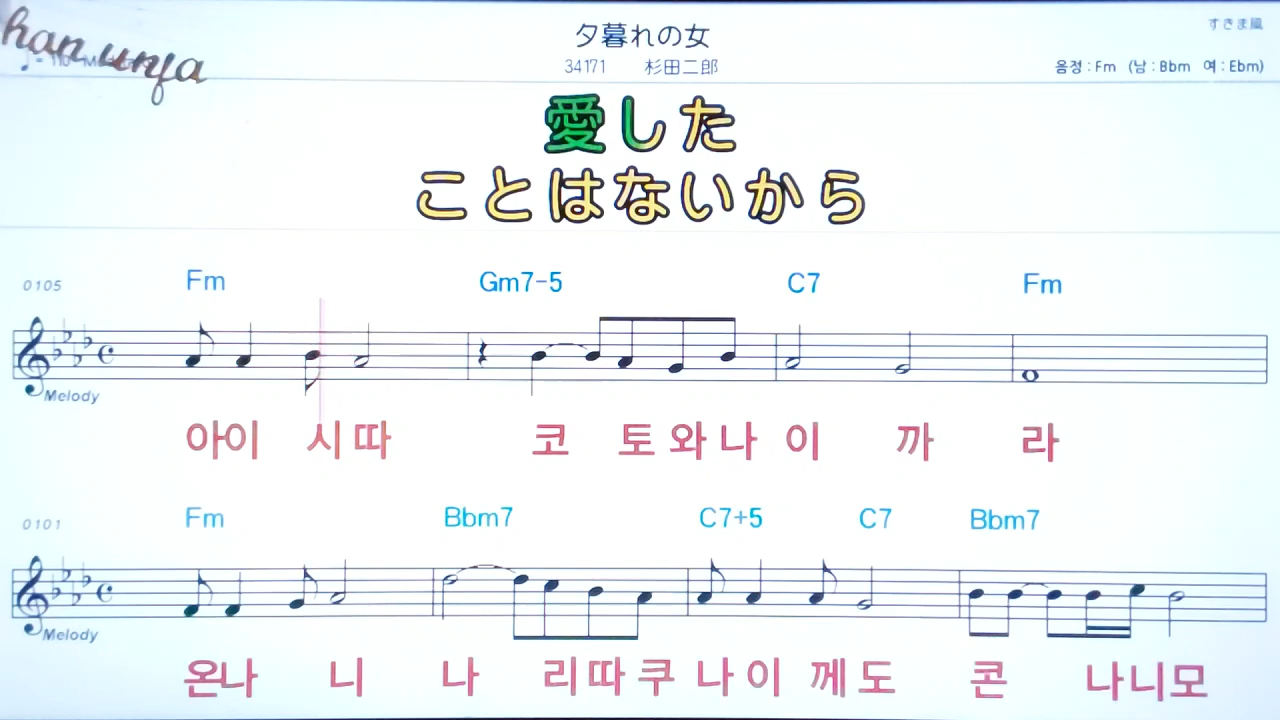 han unja
すきま風
夕暮れの女
34171 杉田二郎
음정 : Fm (남 : Bbm 여 : Ebm)
愛した
ことはないから
0105 Fm Gm7-5 C7 Fm
Melody
아이 시 따 코 토 와 나 이 까 라
0101 Fm Bbm7 C7+5 C7 Bbm7
Melody
온나 니 나 리 따 쿠 나 이 께 도 콘 나 니 모